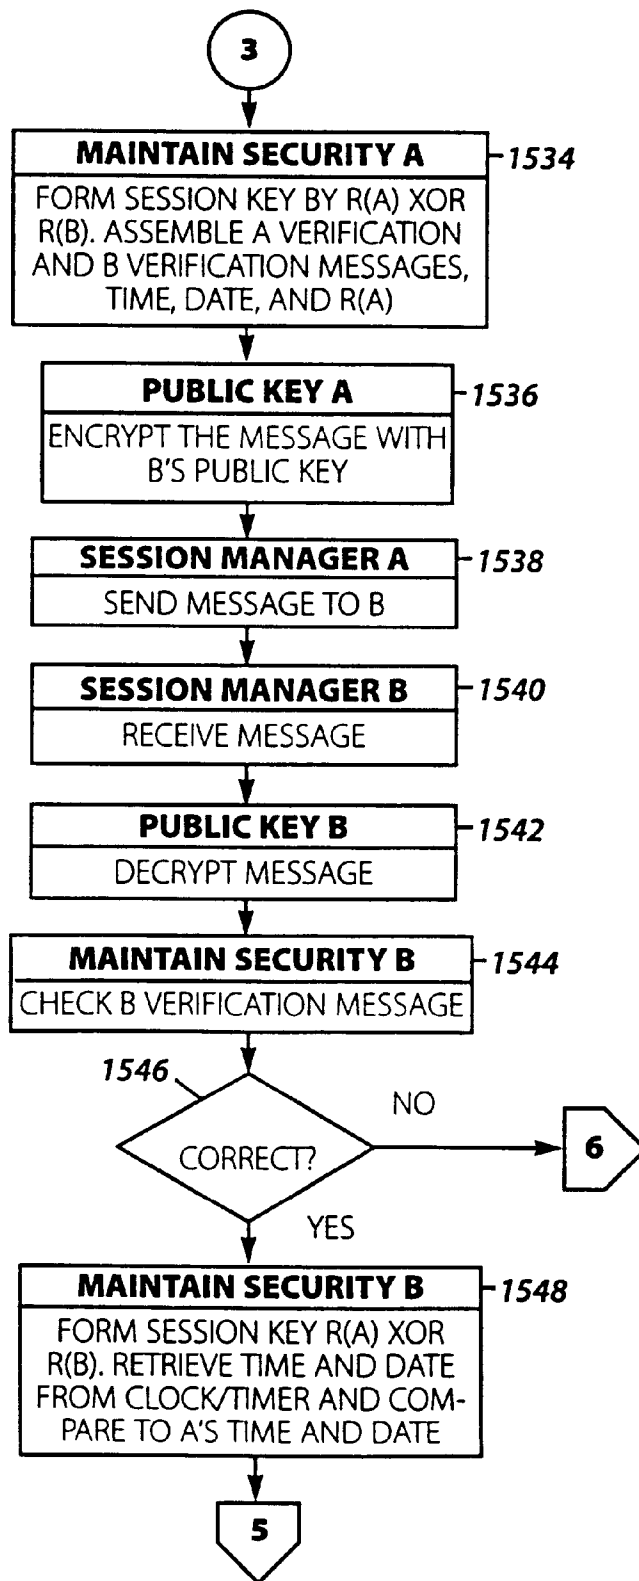 3
MAINTAIN SECURITY A
1534
FORM SESSION KEY BY R(A) XOR
R(B). ASSEMBLE A VERIFICATION
AND B VERIFICATION MESSAGES,
TIME, DATE, AND R(A)
PUBLIC KEY A
1536
ENCRYPT THE MESSAGE WITH
B'S PUBLIC KEY
SESSION MANAGER A
1538
SEND MESSAGE TO B
SESSION MANAGER B
1540
RECEIVE MESSAGE
PUBLIC KEY B
1542
DECRYPT MESSAGE
MAINTAIN SECURITY B
1544
CHECK B VERIFICATION MESSAGE
1546
NO
CORRECT?
6
YES
MAINTAIN SECURITY B
1548
FORM SESSION KEY R(A) XOR
R(B). RETRIEVE TIME AND DATE
FROM CLOCK/TIMER AND COM-
PARE TO A'S TIME AND DATE
5